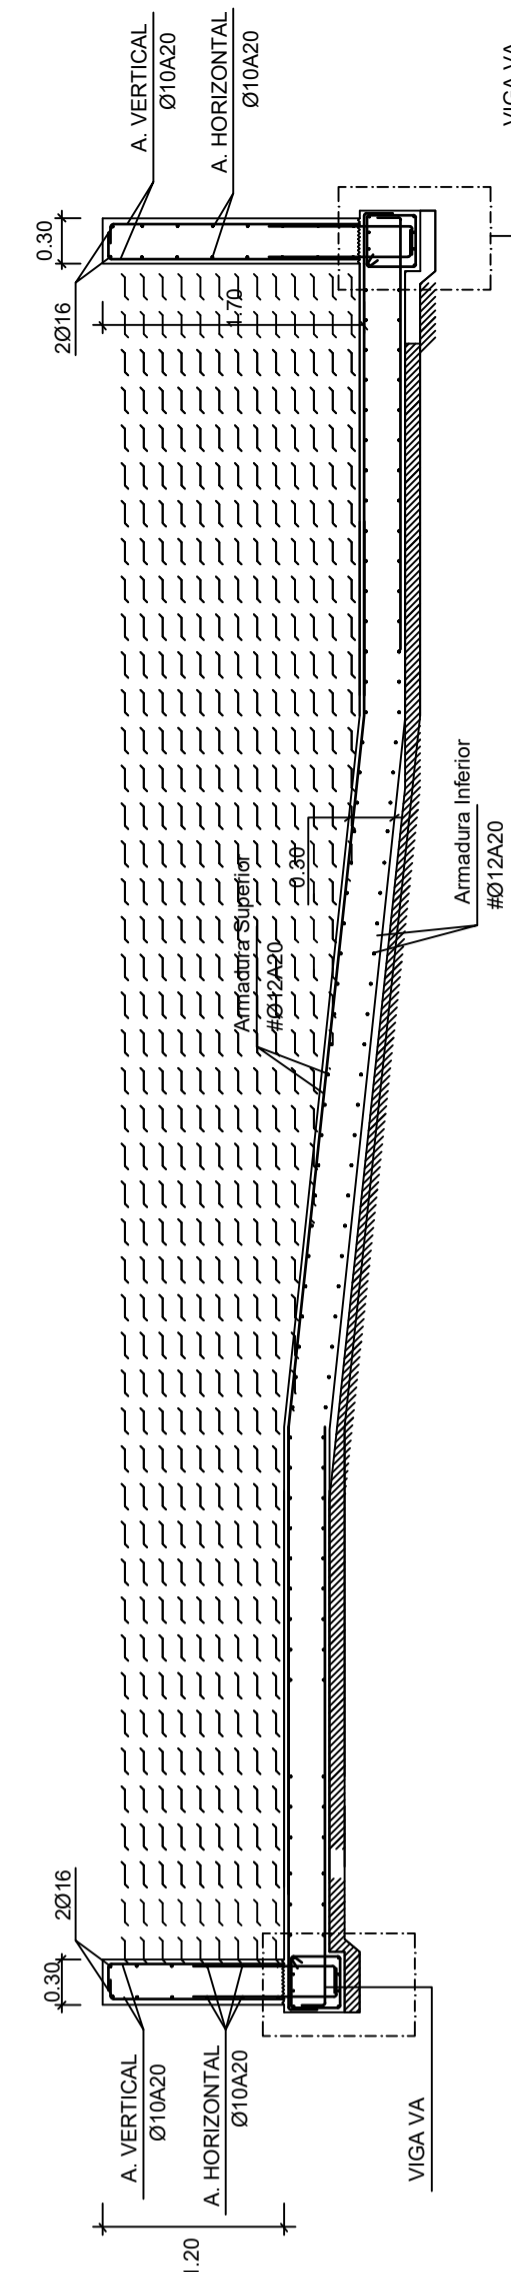 A. VERTICAL
Ø10A20
A. HORIZONTAL
Ø10A20
0.30
2Ø16
1.70
Armadura Superior
#Ø12A20
0.30
Armadura Inferior
#Ø12A20
2Ø16
0.30
A. VERTICAL
Ø10A20
A. HORIZONTAL
Ø10A20
VIGA VA
1.20
VIGA VA